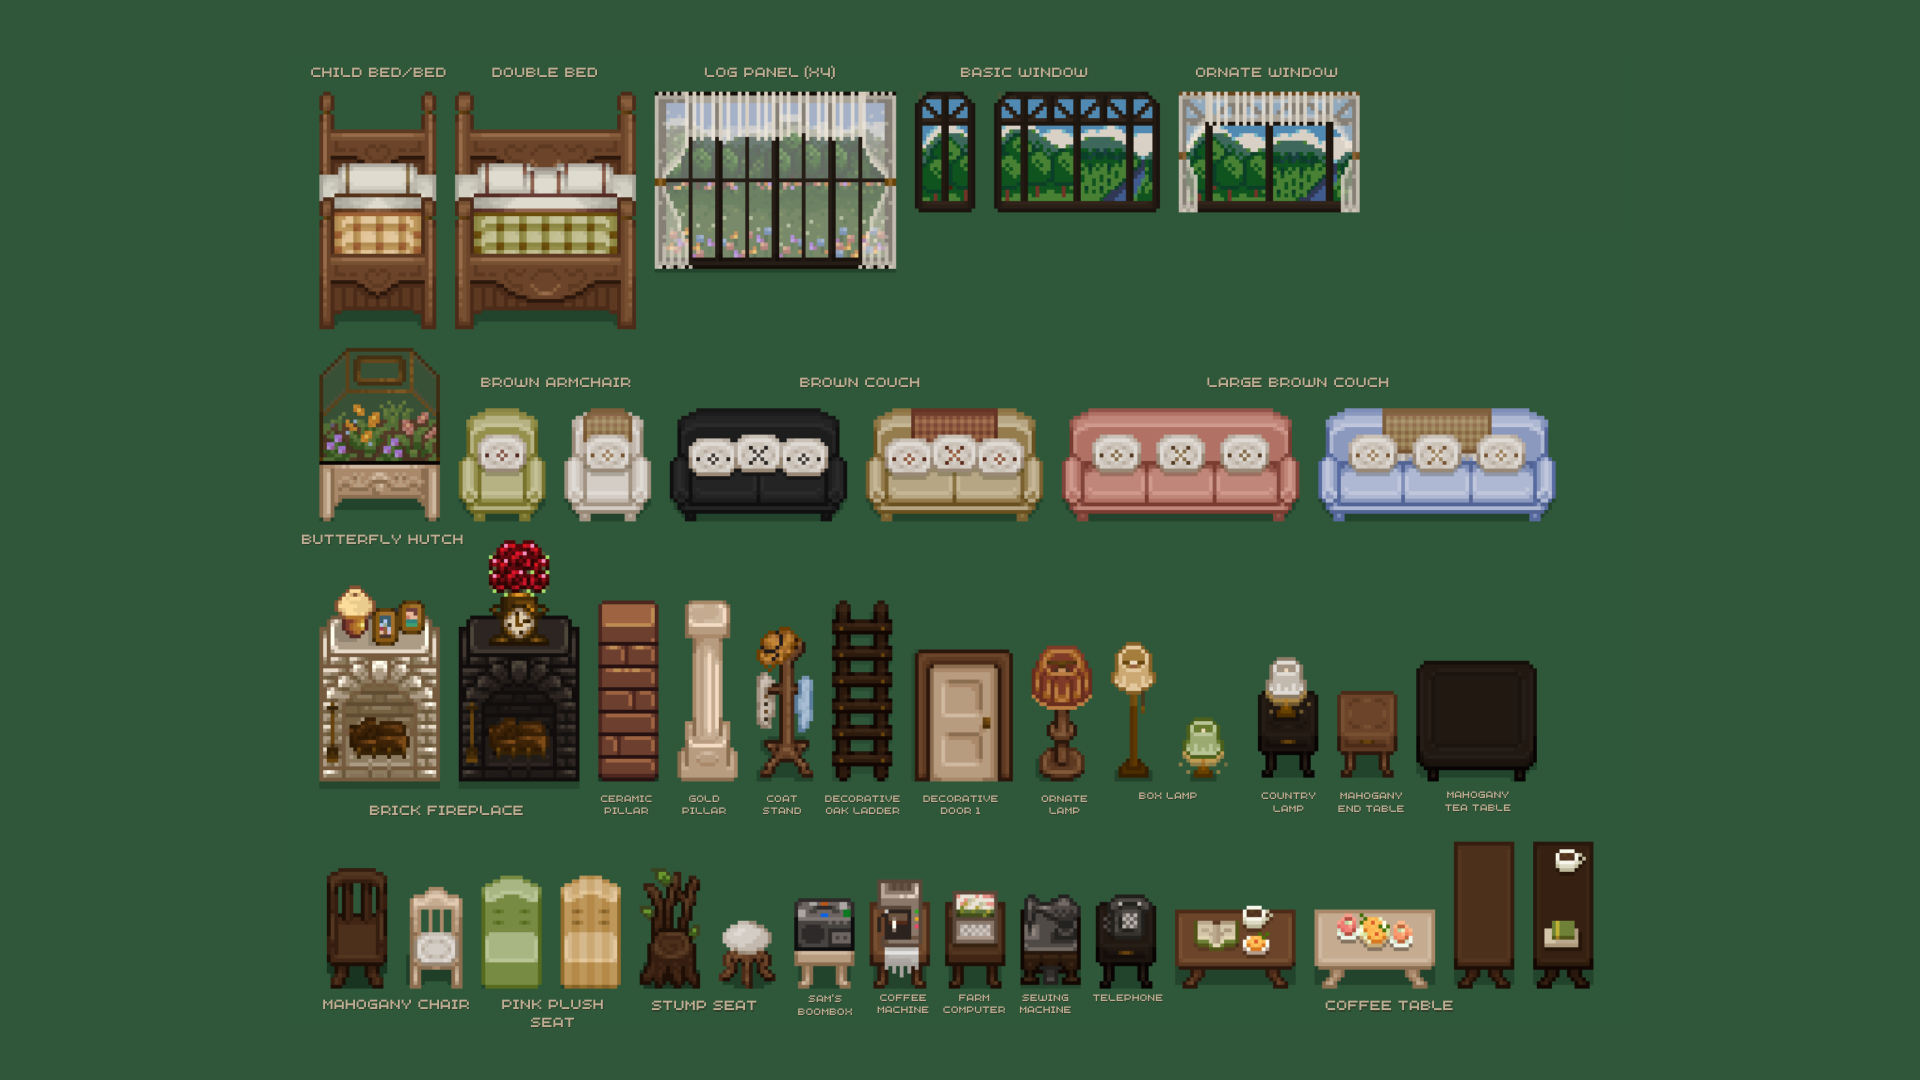 CHILD BED/BED
DOUBLE BED
LOG PANEL (X4)
BASIC WINDOW
ORNATE WINDOW
BROWN ARMCHAIR
BROWN COUCH
LARGE BROWN COUCH
BUTTERFLY HUTCH
BRICK FIREPLACE
CERAMIC
PILLAR
GOLD
PILLAR
COAT
STAND
DECORATIVE
OAK LADDER
DECORATIVE
DOOR 1
ORNATE
LAMP
BOX LAMP
COUNTRY
LAMP
MAHOGANY
END TABLE
MAHOGANY
TEA TABLE
MAHOGANY CHAIR
PINK PLUSH
SEAT
STUMP SEAT
SAM'S
BOOMBOX
COFFEE
MACHINE
FARM
COMPUTER
SEWING
MACHINE
TELEPHONE
COFFEE TABLE